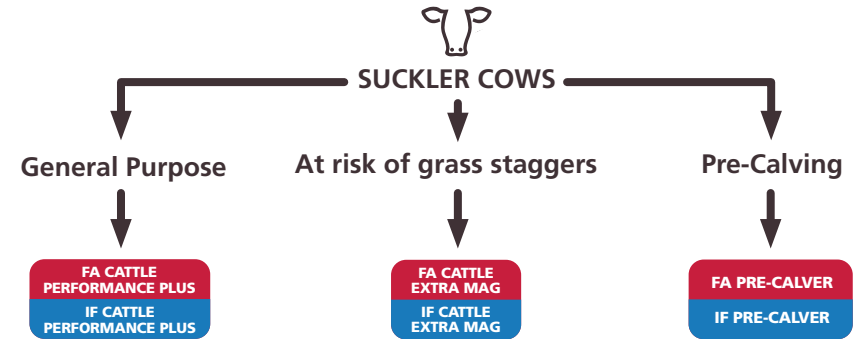 SUCKLER COWS
General Purpose
At risk of grass staggers
Pre-Calving
FA CATTLE
PERFORMANCE PLUS
IF CATTLE
PERFORMANCE PLUS
FA CATTLE
EXTRA MAG
IF CATTLE
EXTRA MAG
FA PRE-CALVER
IF PRE-CALVER